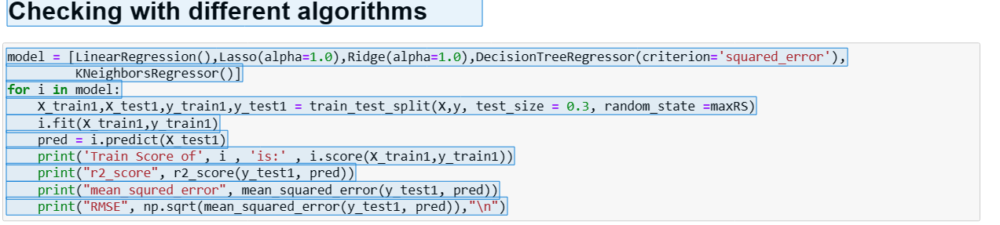 Checking with different algorithms
model = [LinearRegression(),Lasso(alpha=1.0),Ridge(alpha=1.0),DecisionTreeRegressor(criterion='squared_error'),
KNeighborsRegressor()]
for i in model:
X_train1,X_test1,y_train1,y_test1 = train_test_split(X,y, test_size = 0.3, random_state =maxRS)
i.fit(X_train1,y_train1)
pred = i.predict(X_test1)
print('Train Score of', i , 'is:' , i.score(X_train1,y_train1))
print("r2_score", r2_score(y_test1, pred))
print("mean squred error", mean_squared_error(y_test1, pred))
print("RMSE", np.sqrt(mean_squared_error(y_test1, pred)),"\n")